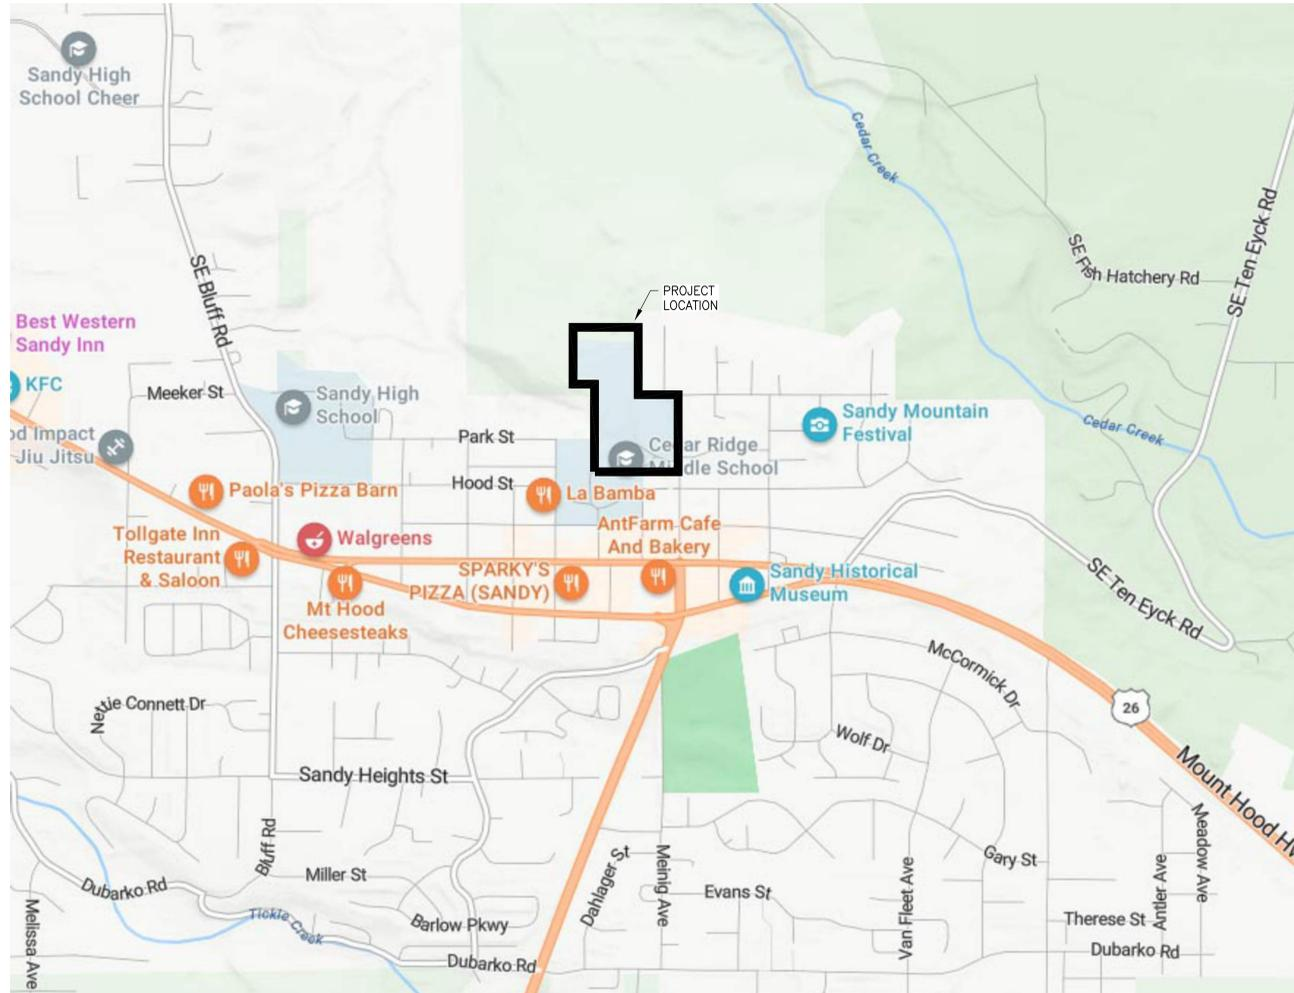 Sandy High
School Cheer
Cedar Creek
SE Ten Eyck Rd
SE Fish Hatchery Rd
SE Bluff Rd
PROJECT
LOCATION
Best Western
Sandy Inn
KFC
Meeker St
Sandy High
School
Sandy Mountain
Festival
Cedar Creek
od Impact
Jiu Jitsu
Park St
Cedar Ridge
Middle School
Paola's Pizza Barn
Hood St
La Bamba
Tollgate Inn
Restaurant
& Saloon
Walgreens
AntFarm Cafe
And Bakery
SPARKY'S
PIZZA (SANDY)
Sandy Historical
Museum
SE Ten Eyck Rd
Mt Hood
Cheesesteaks
McCormick Dr
26
Nettie Connett Dr
Wolf Dr
Sandy Heights St
Mount Hood Hw
Meadow Ave
Bluff Rd
Miller St
Dahlager St
Meinig Ave
Gary St
Evans St
Van Fleet Ave
Antler Ave
Dubarko Rd
Tickle Creek
Barlow Pkwy
Therese St
Melissa Ave
Dubarko Rd
Dubarko Rd